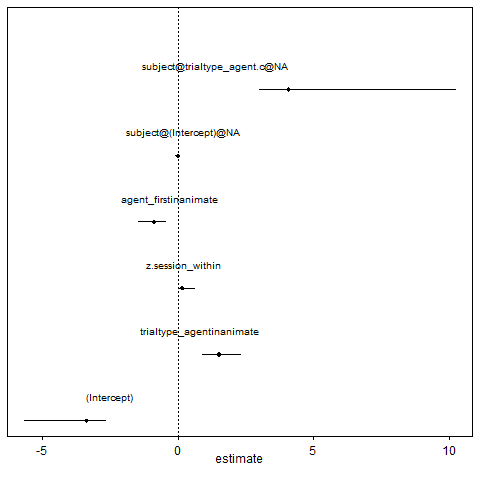 subject@trialtype_agent.c@NA
subject@(Intercept)@NA
agent_firstinanimate
z.session_within
trialtype_agentinanimate
(Intercept)
-5 0 5 10
estimate